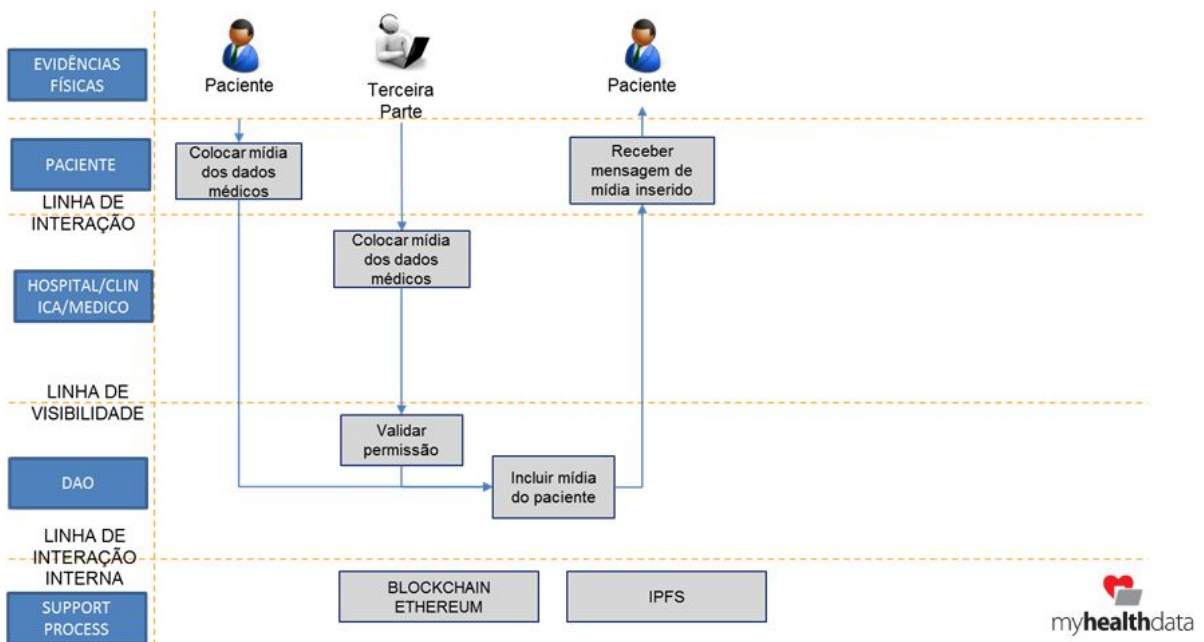 EVIDÊNCIAS
FÍSICAS
Paciente
Terceira
Parte
Paciente
PACIENTE
Colocar mídia
dos dados
médicos
Receber
mensagem de
mídia inserido
LINHA DE
INTERAÇÃO
HOSPITAL/CLIN
ICA/MEDICO
Colocar mídia
dos dados
médicos
LINHA DE
VISIBILIDADE
Validar
permissão
DAO
Incluir mídia
do paciente
LINHA DE
INTERAÇÃO
INTERNA
SUPPORT
PROCESS
BLOCKCHAIN
ETHEREUM
IPFS
myhealthdata